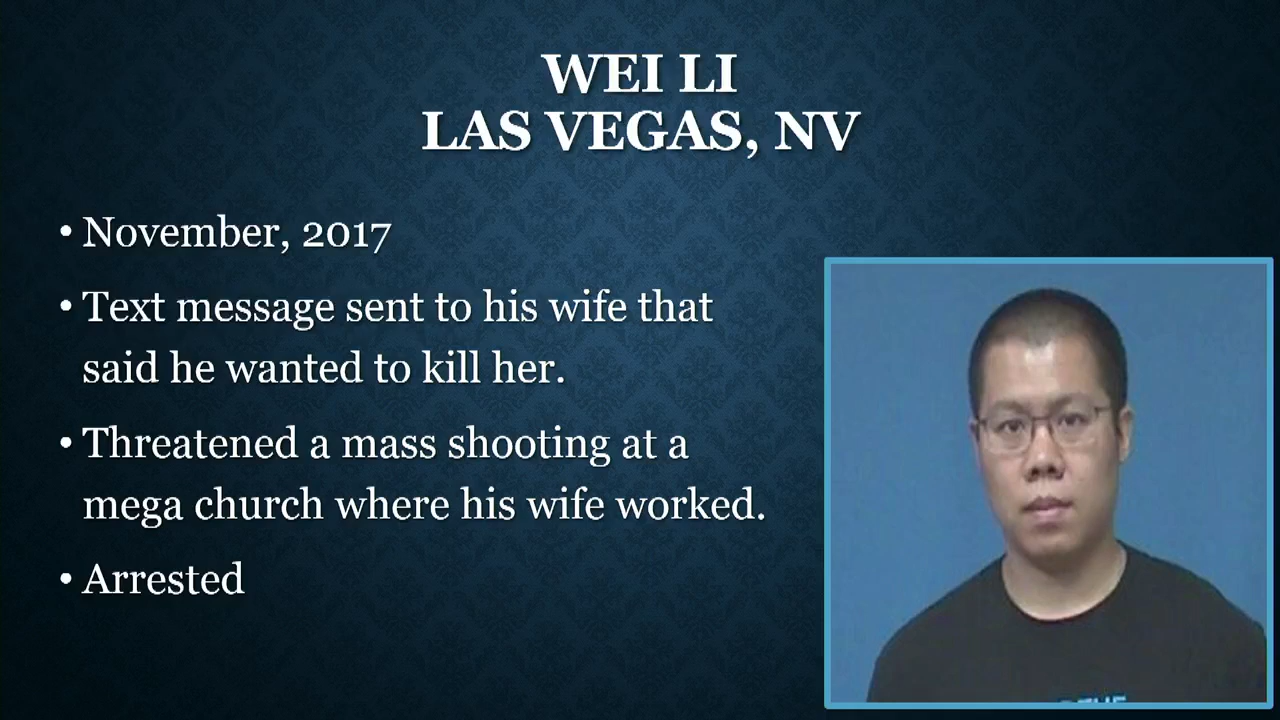 WEI LI
LAS VEGAS, NV
• November, 2017
• Text message sent to his wife that
said he wanted to kill her.
• Threatened a mass shooting at a
mega church where his wife worked.
• Arrested